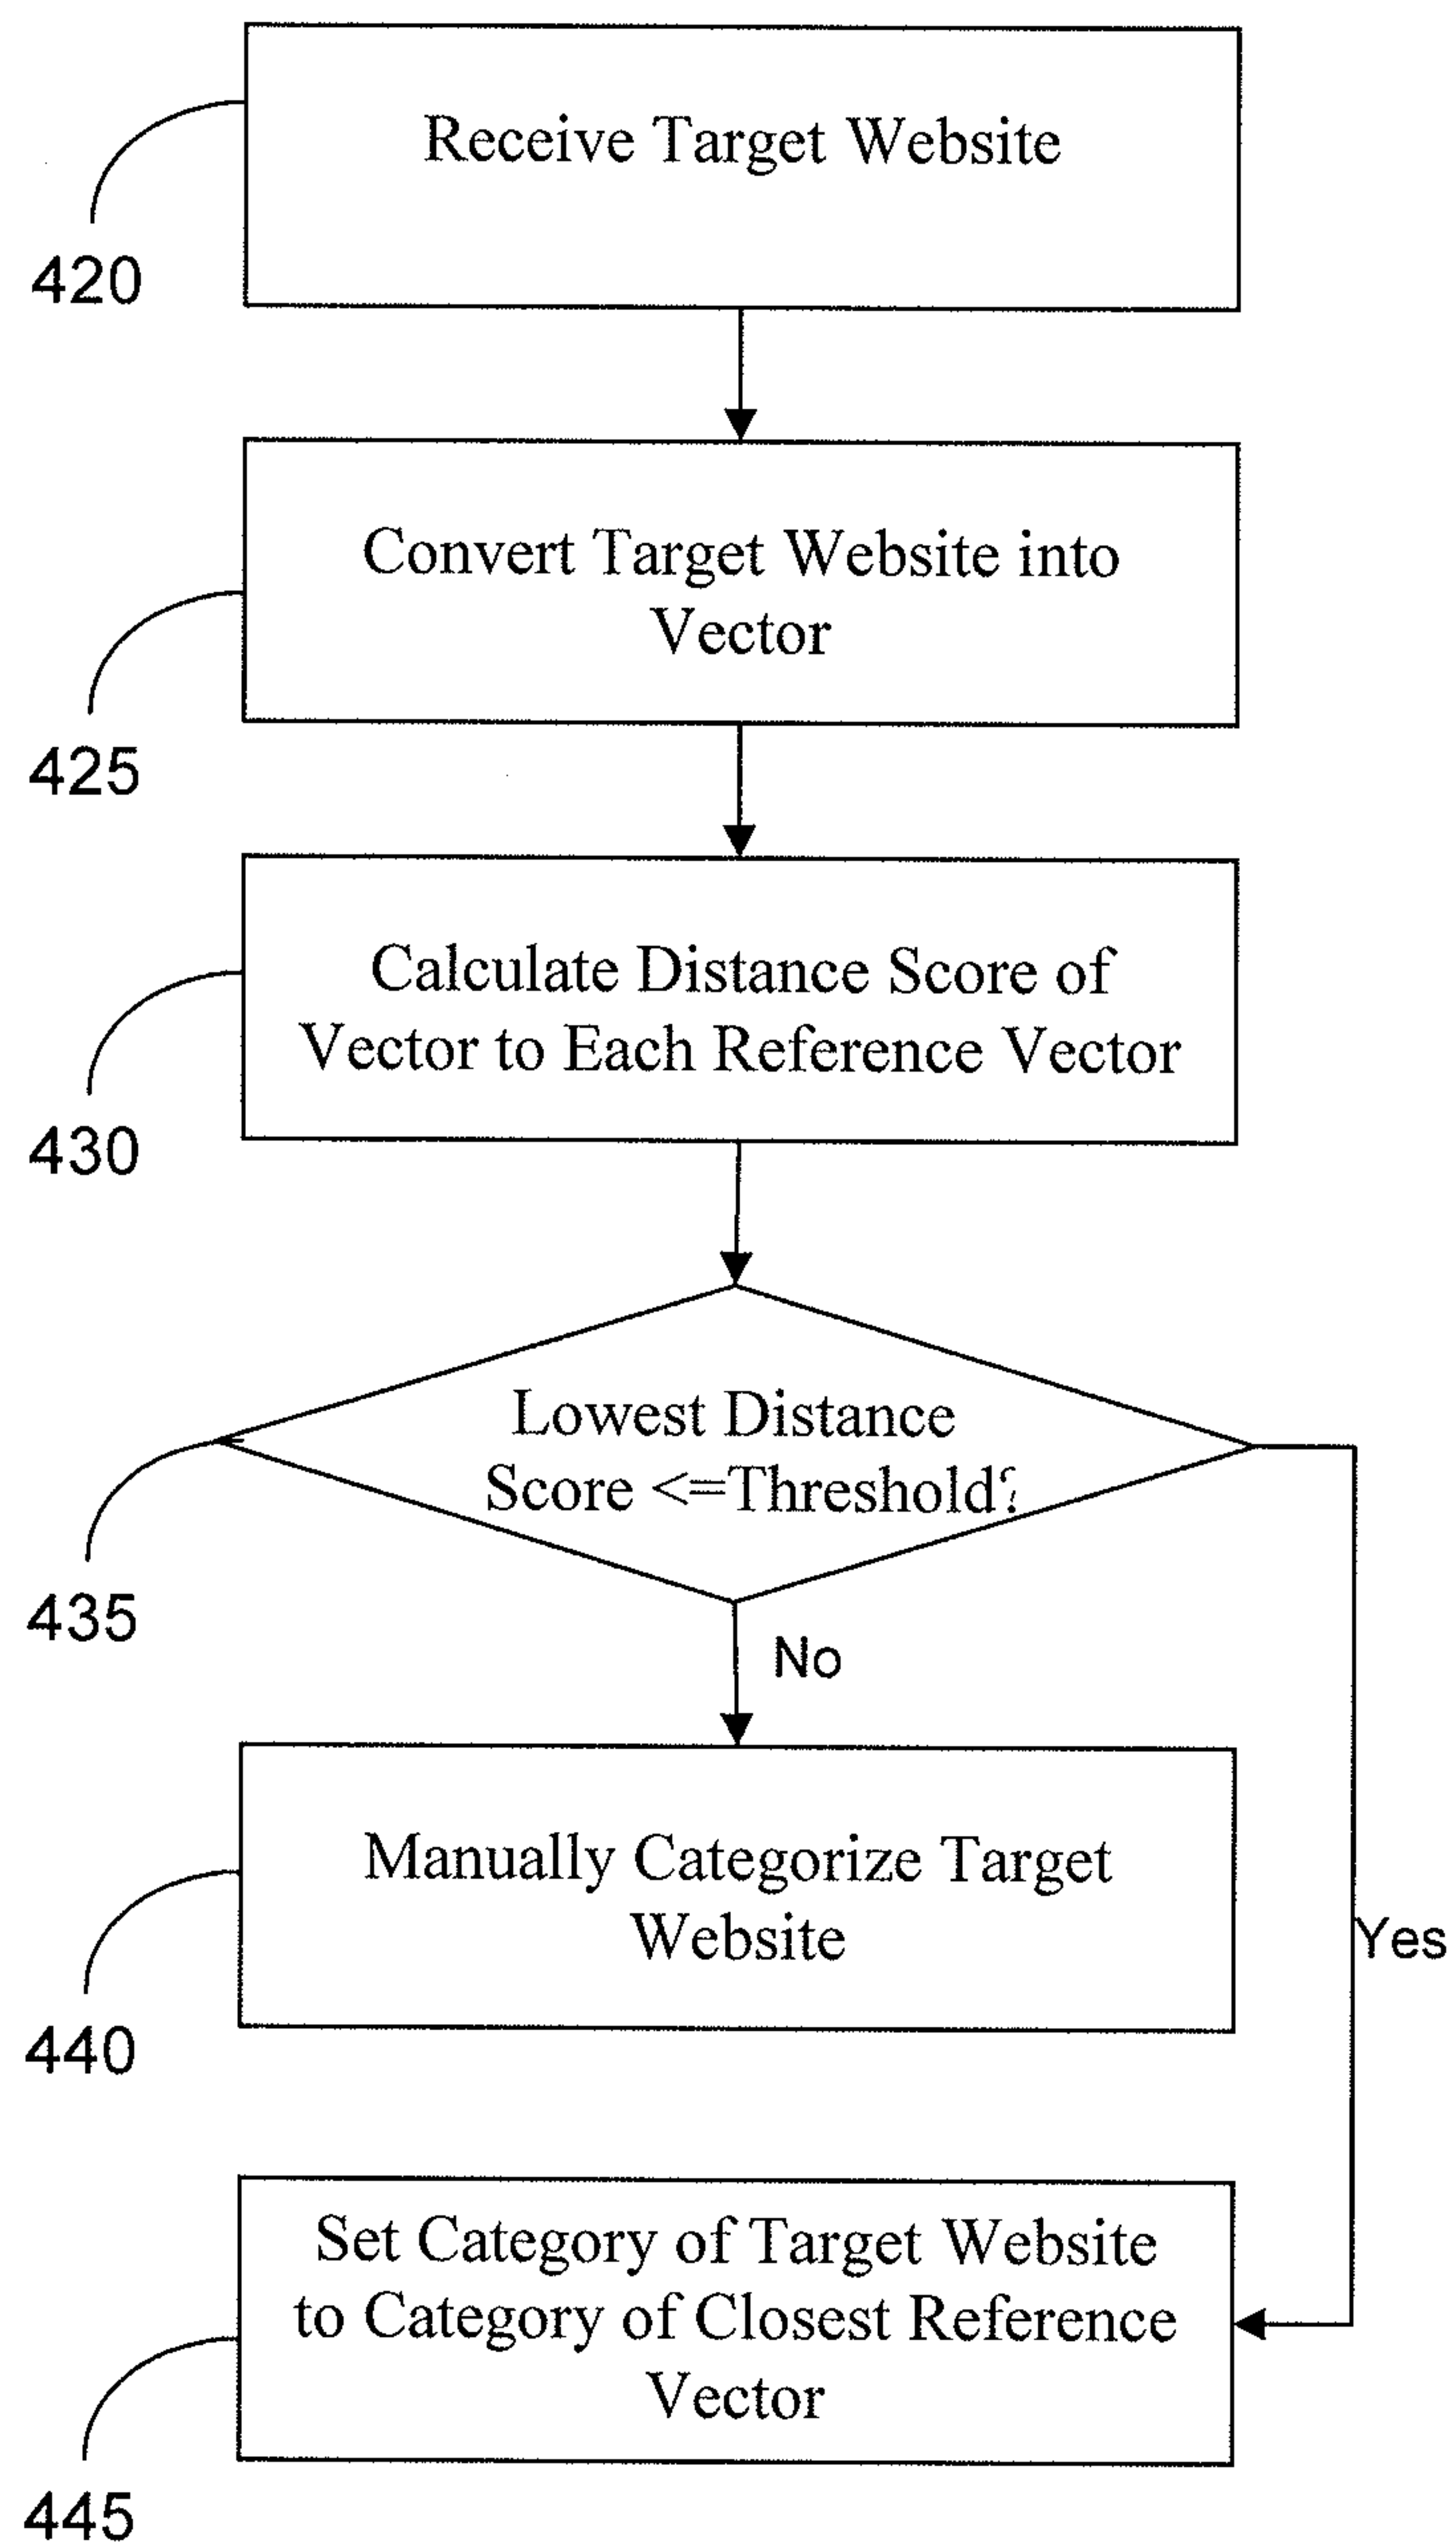 Receive Target Website
420
Convert Target Website into
Vector
425
Calculate Distance Score of
Vector to Each Reference Vector
430
Lowest Distance
Score <=Threshold?
435
No
Manually Categorize Target
Website
440
Yes
Set Category of Target Website
to Category of Closest Reference
Vector
445